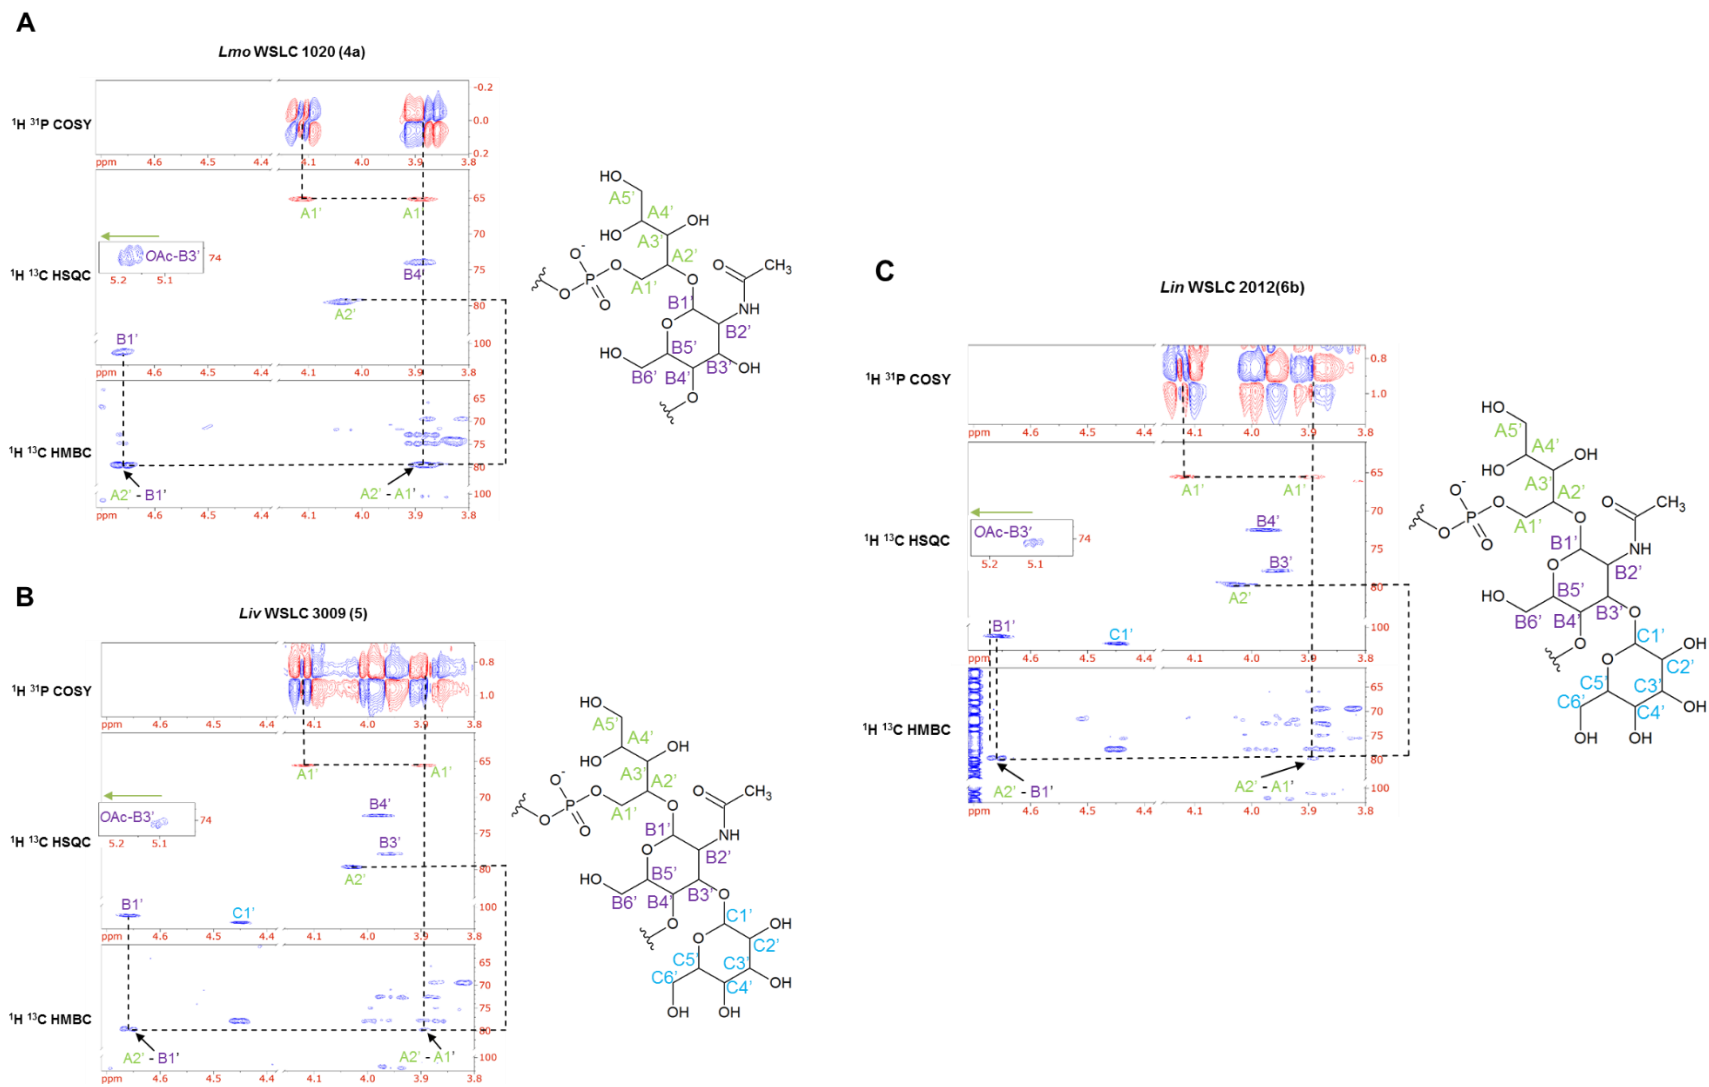 A
Lmo WSLC 1020 (4a)
¹H ³¹P COSY
-0.2
0.0
0.2
ppm 4.6 4.5 4.4 4.1 4.0 3.9 3.8
¹H ¹³C HSQC
A1' A1'
OAc-B3'
74
5.2 5.1
B4'
A2'
B1'
65
70
75
80
100
ppm 4.6 4.5 4.4 4.1 4.0 3.9 3.8
¹H ¹³C HMBC
70
75
80
100
A2' - B1'
A2' - A1'
ppm 4.6 4.5 4.4 4.1 4.0 3.9 3.8
HO
A5'
A4' OH
HO A3'
O⁻ A2'
O P O
O A1' O
O CH₃
B1' NH
O B2'
HO B5' B3'
B6' B4' OH
O
B
Liv WSLC 3009 (5)
¹H ³¹P COSY
0.8
1.0
ppm 4.6 4.5 4.4 4.1 4.0 3.9 3.8
¹H ¹³C HSQC
A1' A1'
OAc-B3'
74
5.2 5.1
B4'
B3'
A2'
B1' C1'
65
70
75
80
100
ppm 4.6 4.5 4.4 4.1 4.0 3.9 3.8
¹H ¹³C HMBC
65
70
75
80
100
A2' - B1'
A2' - A1'
ppm 4.6 4.5 4.4 4.1 4.0 3.9 3.8
HO
A5'
A4' OH
HO A3'
O⁻ A2'
O P O
O A1' O
O CH₃
B1' NH
O B2'
HO B5' B3'
B6' B4' O
O C1' OH
O C2'
C5' C3'
C6' C4' OH
OH OH
C
Lin WSLC 2012(6b)
¹H ³¹P COSY
0.8
1.0
ppm 4.6 4.5 4.4 4.1 4.0 3.9 3.8
¹H ¹³C HSQC
A1' A1'
OAc-B3'
74
5.2 5.1
B4'
B3'
A2'
B1' C1'
65
70
75
80
100
ppm 4.6 4.5 4.4 4.1 4.0 3.9 3.8
¹H ¹³C HMBC
65
70
75
80
100
A2' - B1'
A2' - A1'
ppm 4.6 4.5 4.4 4.1 4.0 3.9 3.8
HO
A5'
A4' OH
HO A3'
O⁻ A2'
O P O
O A1' O
O CH₃
B1' NH
O B2'
HO B5' B3'
B6' B4' O
O C1' OH
O C2'
C5' C3'
C6' C4' OH
OH OH